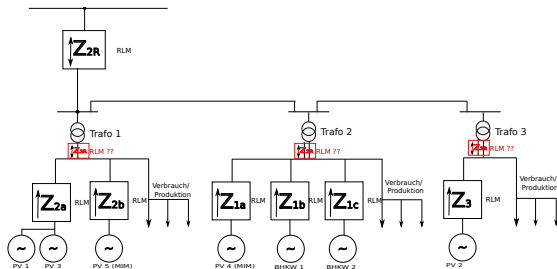 Z2R RLM
Trafo 1
Trafo 2
Trafo 3
RLM ??
RLM ??
RLM ??
Verbrauch/
Produktion
Verbrauch/
Produktion
Verbrauch/
Produktion
Z2a RLM
Z2b RLM
Z1a RLM
Z1b RLM
Z1c RLM
Z3 RLM
~
~
~
~
~
~
~
PV 1
PV 3
PV 5 (MIM)
PV 4 (MIM)
BHKW 1
BHKW 2
PV 2